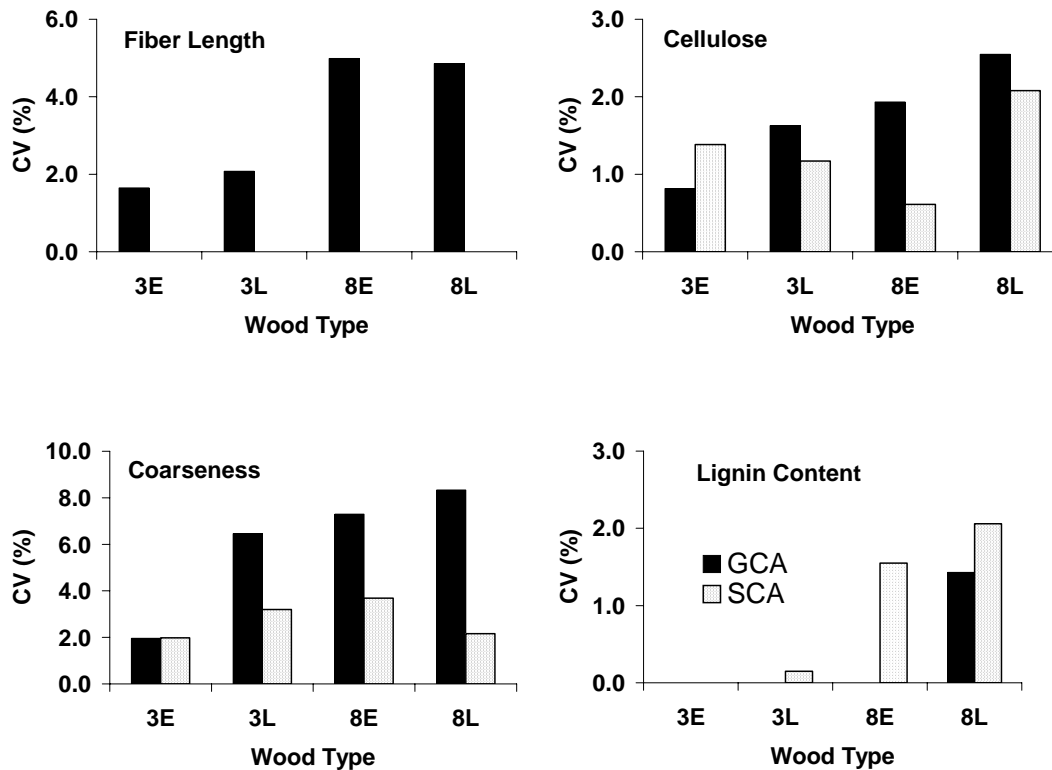 Fiber Length
CV (%)
6.0
4.0
2.0
0.0
3E 3L 8E 8L
Wood Type
Cellulose
CV (%)
3.0
2.0
1.0
0.0
3E 3L 8E 8L
Wood Type
Coarseness
CV (%)
10.0
8.0
6.0
4.0
2.0
0.0
3E 3L 8E 8L
Wood Type
Lignin Content
CV (%)
3.0
2.0
1.0
0.0
GCA
SCA
3E 3L 8E 8L
Wood Type